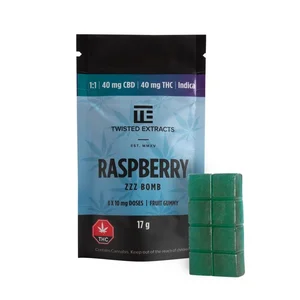 1:1 | 40 mg CBD | 40 mg THC | Indica
TE
TWISTED EXTRACTS
EST. MMXV
RASPBERRY
ZZZ BOMB
10 mg DOSES | FRUIT GUMMY
17 g
THC